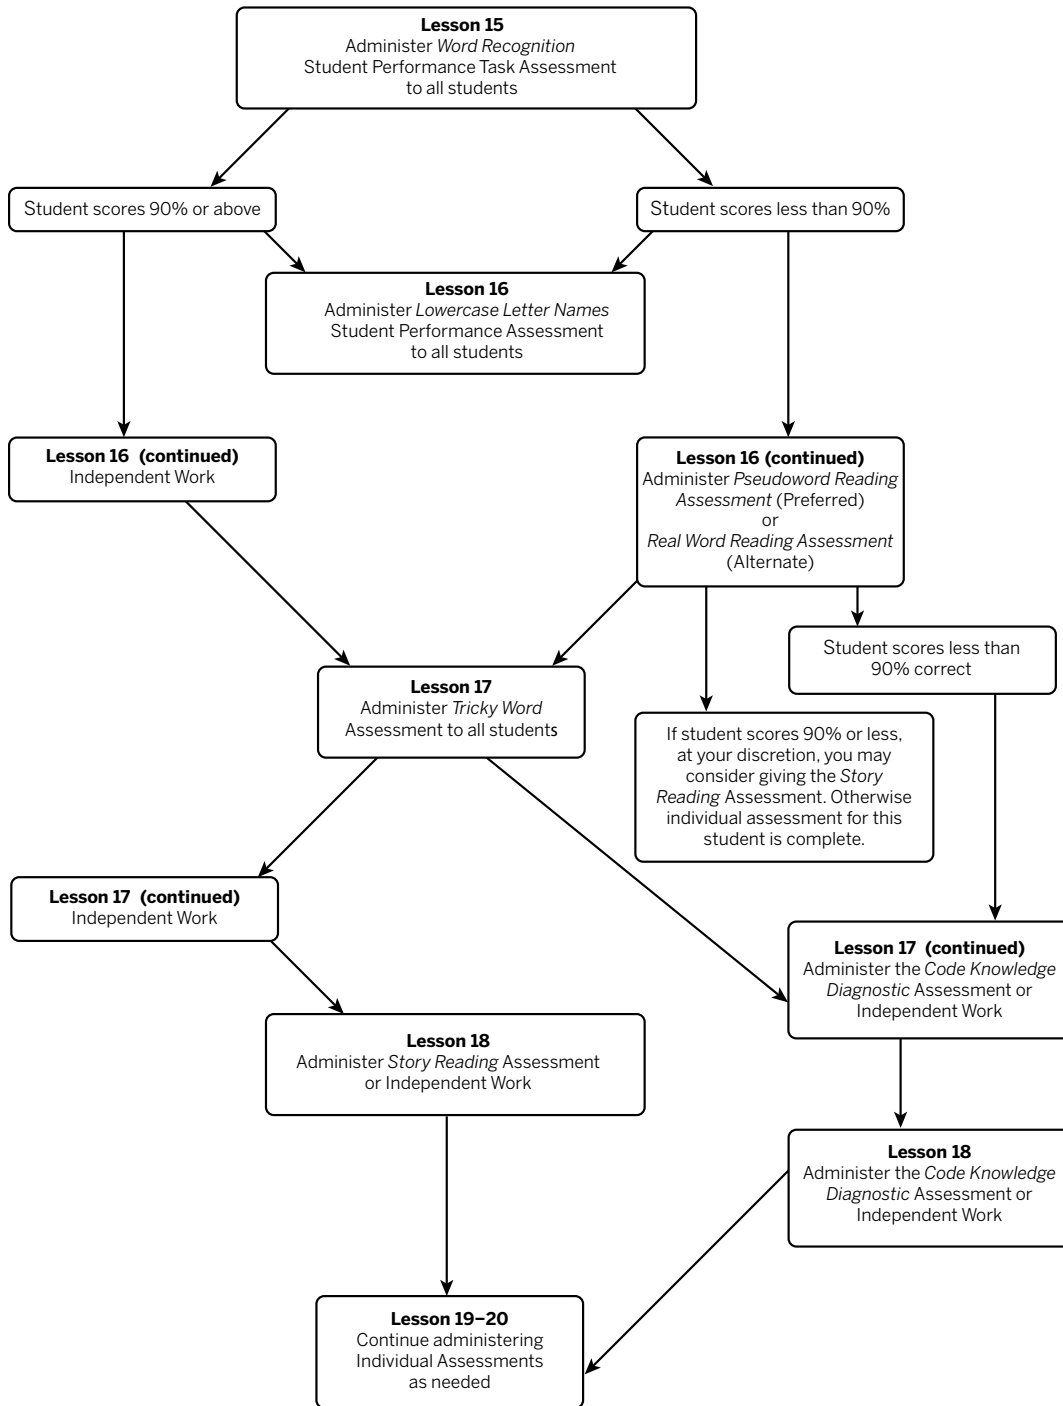 Lesson 15
Administer Word Recognition
Student Performance Task Assessment
to all students
Student scores 90% or above
Student scores less than 90%
Lesson 16
Administer Lowercase Letter Names
Student Performance Assessment
to all students
Lesson 16 (continued)
Independent Work
Lesson 16 (continued)
Administer Pseudoword Reading
Assessment (Preferred)
or
Real Word Reading Assessment
(Alternate)
Student scores less than
90% correct
Lesson 17
Administer Tricky Word
Assessment to all students
If student scores 90% or less,
at your discretion, you may
consider giving the Story
Reading Assessment. Otherwise
individual assessment for this
student is complete.
Lesson 17 (continued)
Independent Work
Lesson 17 (continued)
Administer the Code Knowledge
Diagnostic Assessment or
Independent Work
Lesson 18
Administer Story Reading Assessment
or Independent Work
Lesson 18
Administer the Code Knowledge
Diagnostic Assessment or
Independent Work
Lesson 19–20
Continue administering
Individual Assessments
as needed